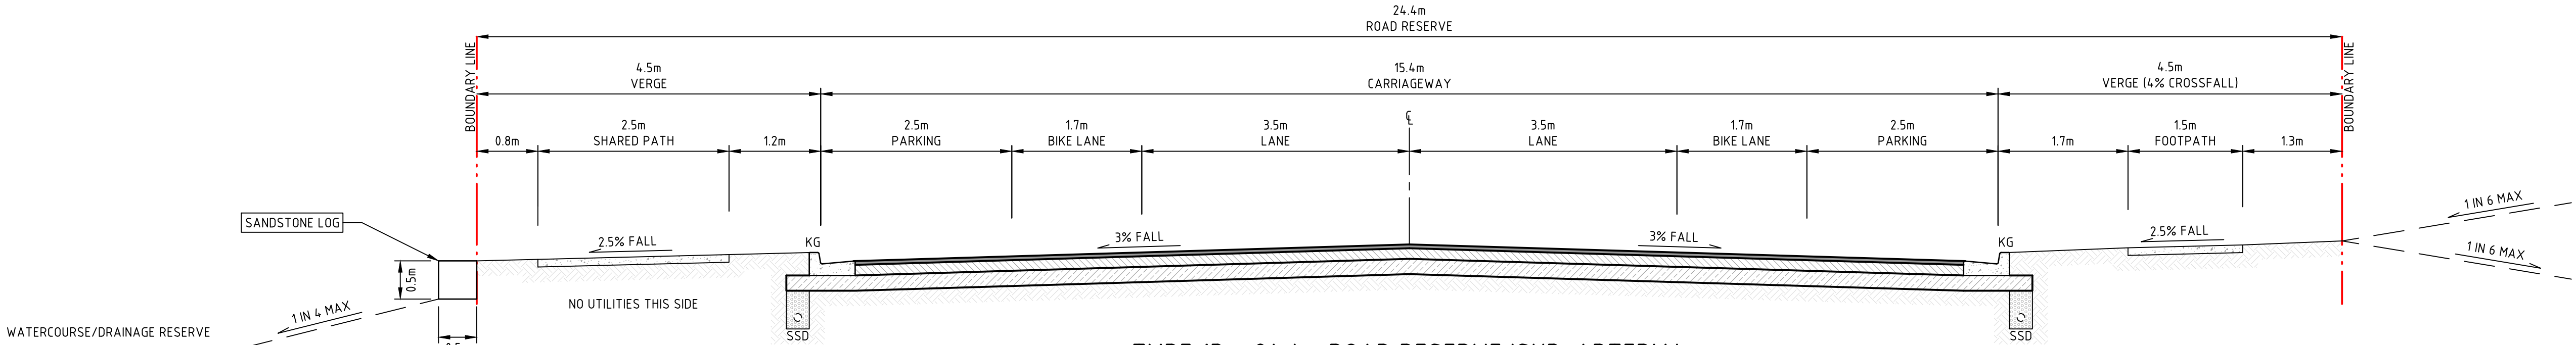 24.4m
ROAD RESERVE
BOUNDARY LINE
4.5m
VERGE
15.4m
CARRIAGEWAY
4.5m
VERGE (4% CROSSFALL)
BOUNDARY LINE
0.8m
2.5m
SHARED PATH
1.2m
2.5m
PARKING
1.7m
BIKE LANE
3.5m
LANE
CL
3.5m
LANE
1.7m
BIKE LANE
2.5m
PARKING
1.7m
1.5m
FOOTPATH
1.3m
SANDSTONE LOG
2.5% FALL
KG
3% FALL
3% FALL
KG
2.5% FALL
1 IN 6 MAX
1 IN 6 MAX
0.5m
NO UTILITIES THIS SIDE
1 IN 4 MAX
WATERCOURSE/DRAINAGE RESERVE
SSD
SSD
ROAD RESERVE